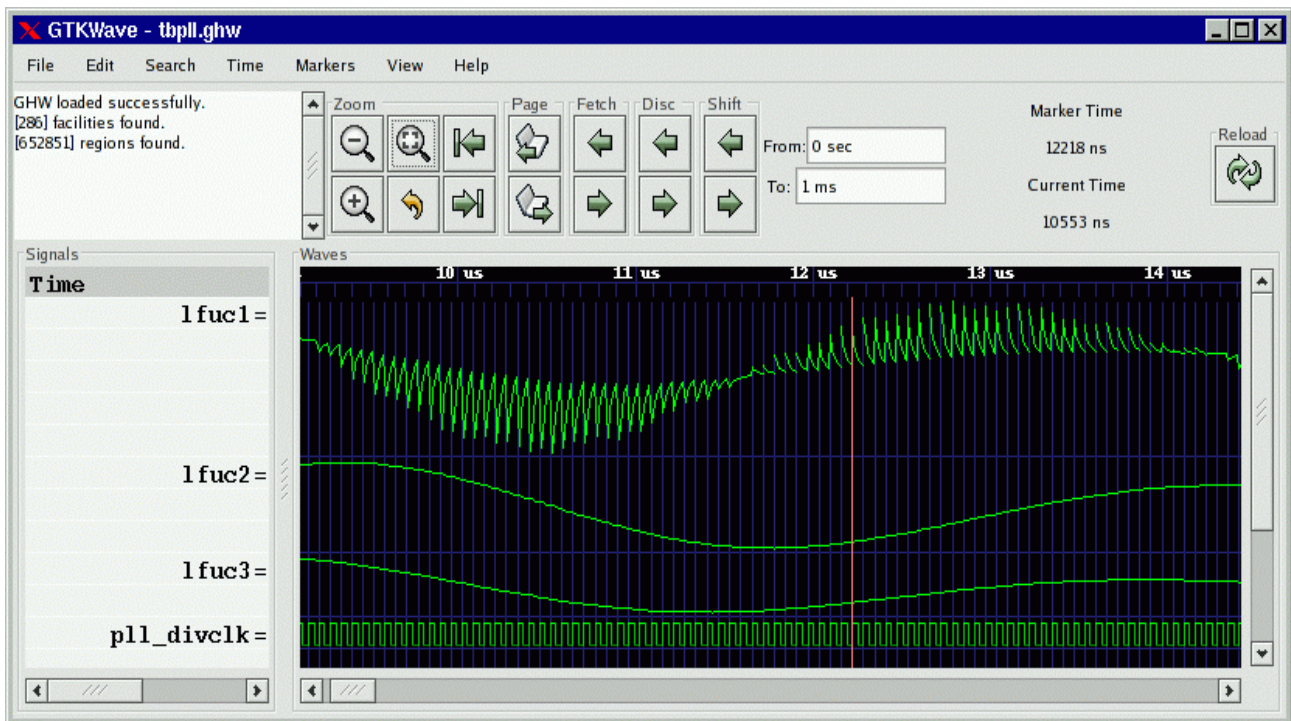 GTKWave - tbpll.ghw
File Edit Search Time Markers View Help
GHW loaded successfully.
[286] facilities found.
[652851] regions found.
Zoom
Page
Fetch
Disc
Shift
From: 0 sec
To: 1 ms
Marker Time
12218 ns
Current Time
10553 ns
Reload
Signals
Time
lfuc1=
lfuc2=
lfuc3=
pll_divclk=
Waves
10 us 11 us 12 us 13 us 14 us